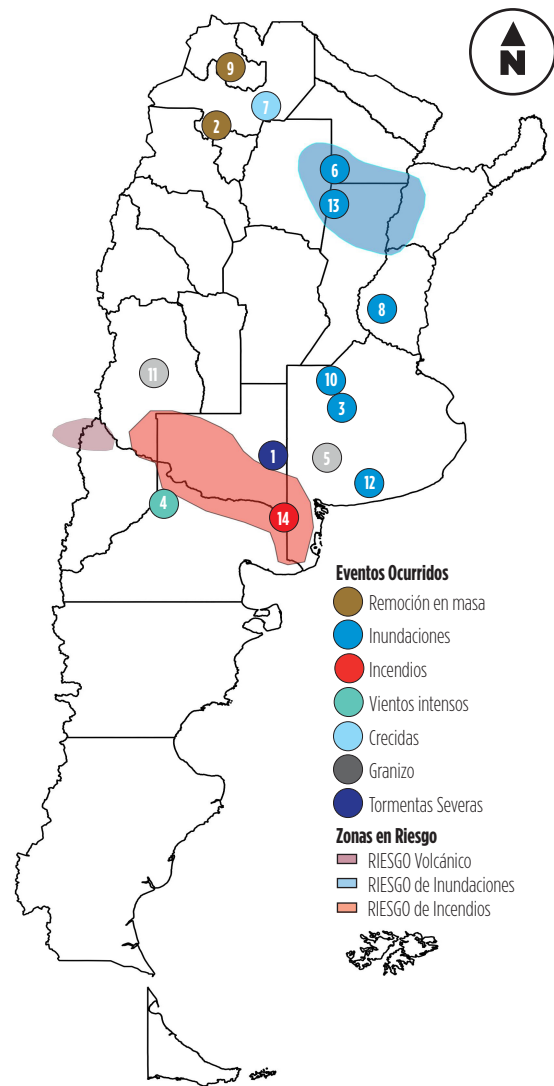 N
9
7
2
6
13
8
11
10
3
1
5
12
4
14
Eventos Ocurridos
Remoción en masa
Inundaciones
Incendios
Vientos intensos
Crecidas
Granizo
Tormentas Severas
Zonas en Riesgo
RIESGO Volcánico
RIESGO de Inundaciones
RIESGO de Incendios